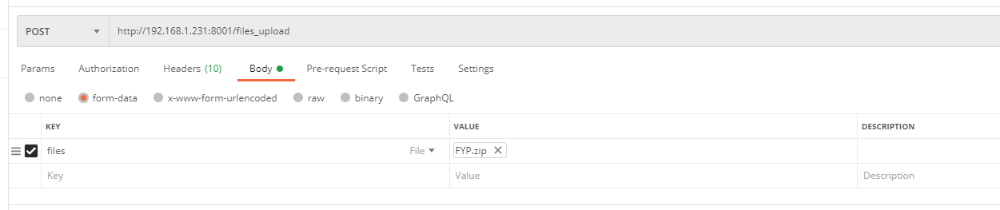 POST http://192.168.1.231:8001/files_upload
Params Authorization Headers (10) Body Pre-request Script Tests Settings
none form-data x-www-form-urlencoded raw binary GraphQL
KEY VALUE DESCRIPTION
files File FYP.zip
Key Value Description